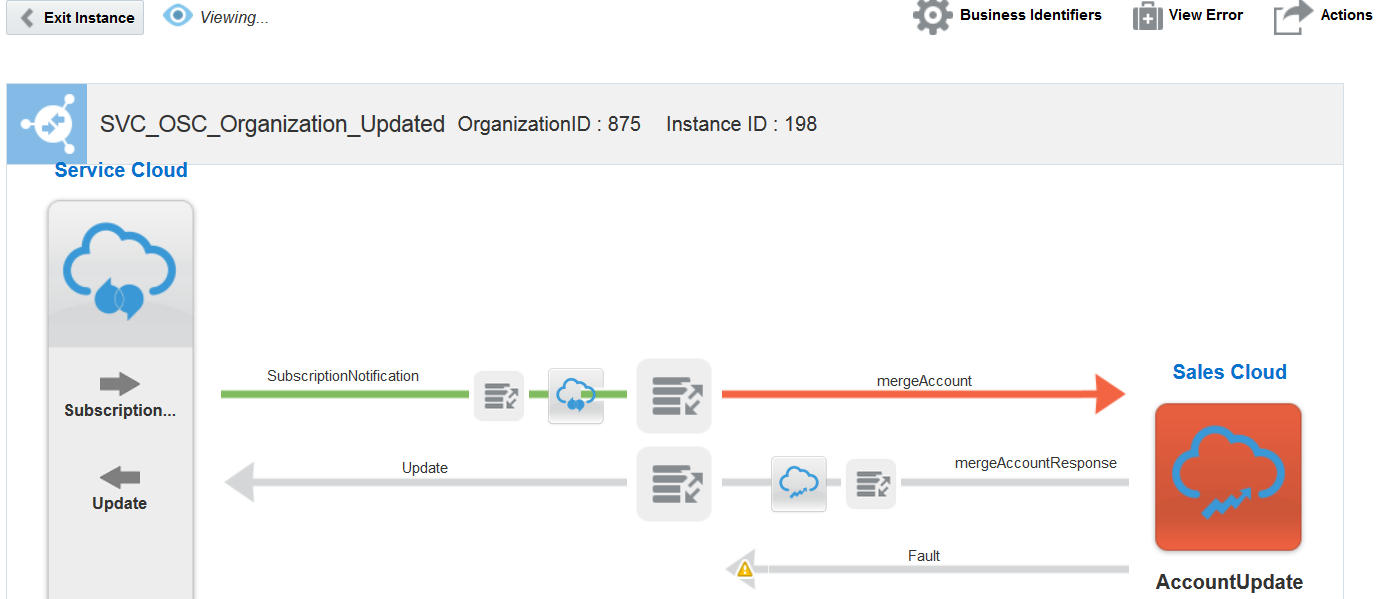 Exit Instance
Viewing...
Business Identifiers
View Error
Actions
SVC_OSC_Organization_Updated OrganizationID : 875 Instance ID : 198
Service Cloud
SubscriptionNotification
mergeAccount
Sales Cloud
Subscription...
Update
mergeAccountResponse
Update
Fault
AccountUpdate